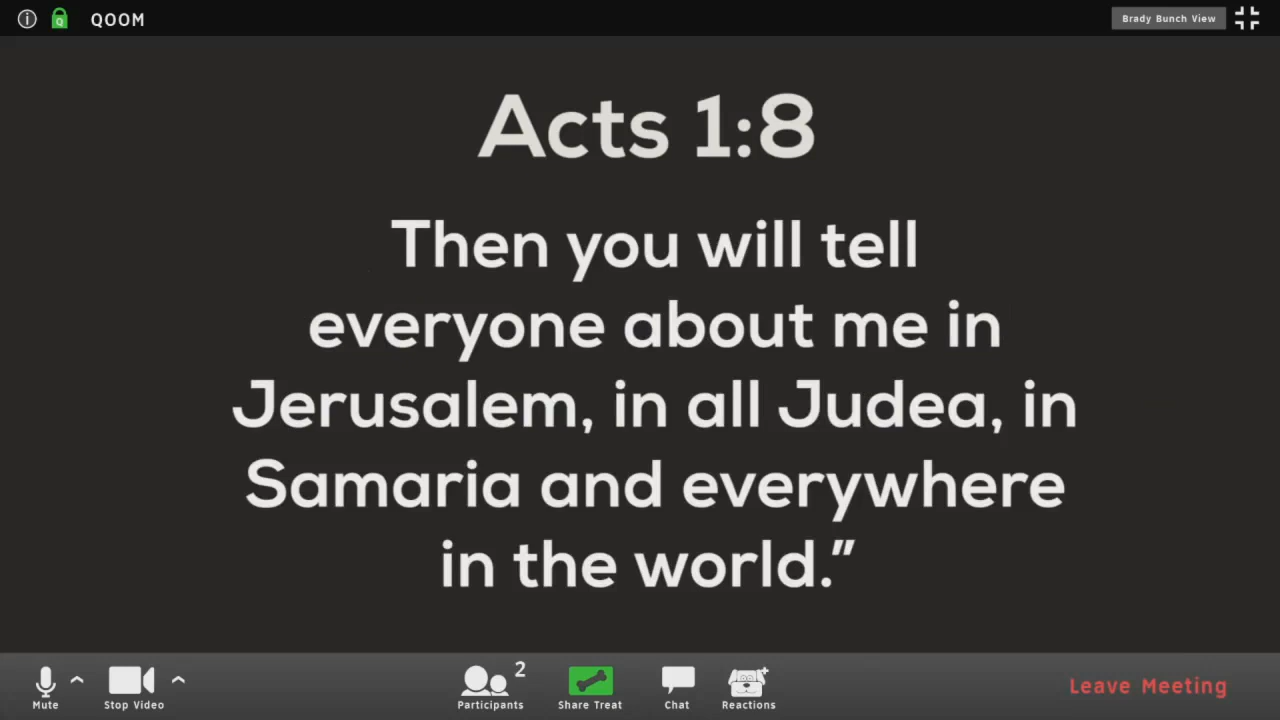 QOOM
Brady Bunch View
Acts 1:8
Then you will tell
everyone about me in
Jerusalem, in all Judea, in
Samaria and everywhere
in the world.”
Mute
Stop Video
2
Participants
Share Treat
Chat
Reactions
Leave Meeting